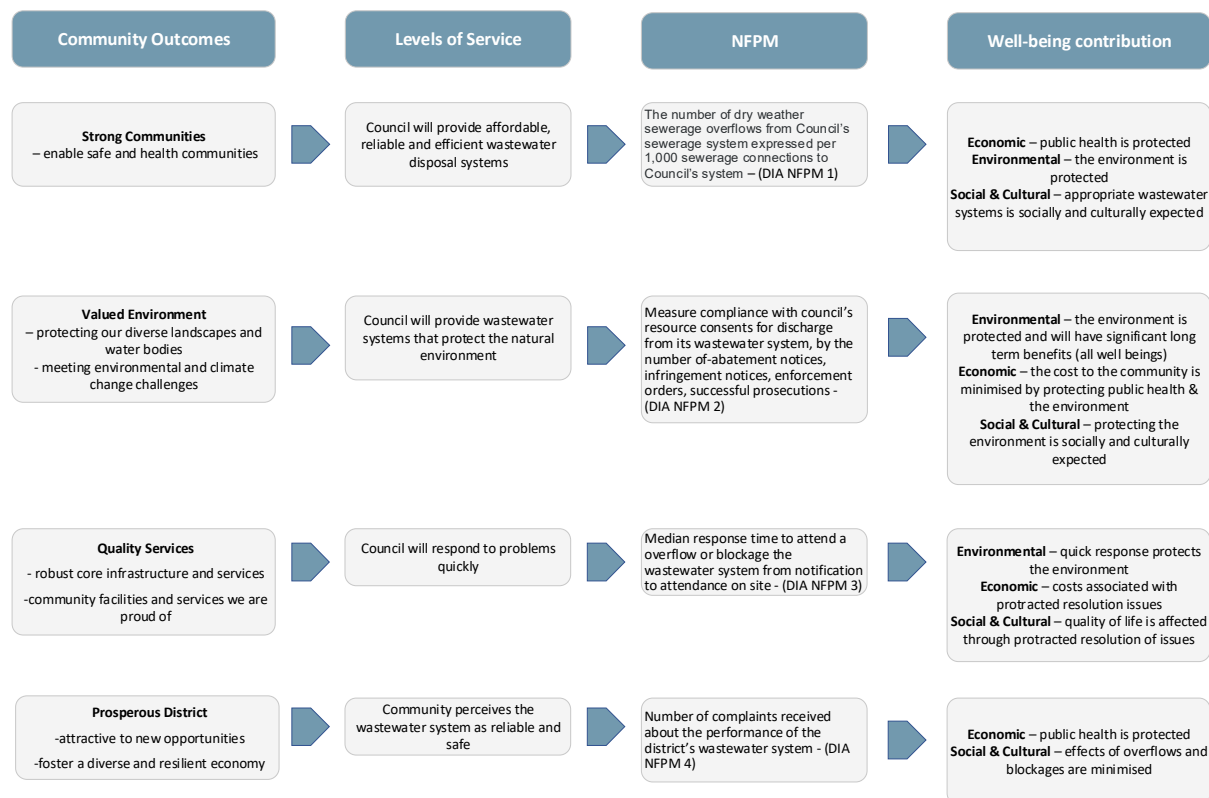 Community Outcomes
Levels of Service
NFPM
Well-being contribution
Strong Communities
– enable safe and health communities
Council will provide affordable,
reliable and efficient wastewater
disposal systems
The number of dry weather
sewerage overflows from Council's
sewerage system expressed per
1,000 sewerage connections to
Council's system – (DIA NFPM 1)
Economic – public health is protected
Environmental – the environment is
protected
Social & Cultural – appropriate wastewater
systems is socially and culturally expected
Valued Environment
– protecting our diverse landscapes and
water bodies
- meeting environmental and climate
change challenges
Council will provide wastewater
systems that protect the natural
environment
Measure compliance with council's
resource consents for discharge
from its wastewater system, by the
number of-abatement notices,
infringement notices, enforcement
orders, successful prosecutions -
(DIA NFPM 2)
Environmental – the environment is
protected and will have significant long
term benefits (all well beings)
Economic – the cost to the community is
minimised by protecting public health &
the environment
Social & Cultural – protecting the
environment is socially and culturally
expected
Quality Services
- robust core infrastructure and services
-community facilities and services we are
proud of
Council will respond to problems
quickly
Median response time to attend a
overflow or blockage the
wastewater system from notification
to attendance on site - (DIA NFPM 3)
Environmental – quick response protects
the environment
Economic – costs associated with
protracted resolution issues
Social & Cultural – quality of life is affected
through protracted resolution of issues
Prosperous District
-attractive to new opportunities
-foster a diverse and resilient economy
Community perceives the
wastewater system as reliable and
safe
Number of complaints received
about the performance of the
district's wastewater system - (DIA
NFPM 4)
Economic – public health is protected
Social & Cultural – effects of overflows and
blockages are minimised